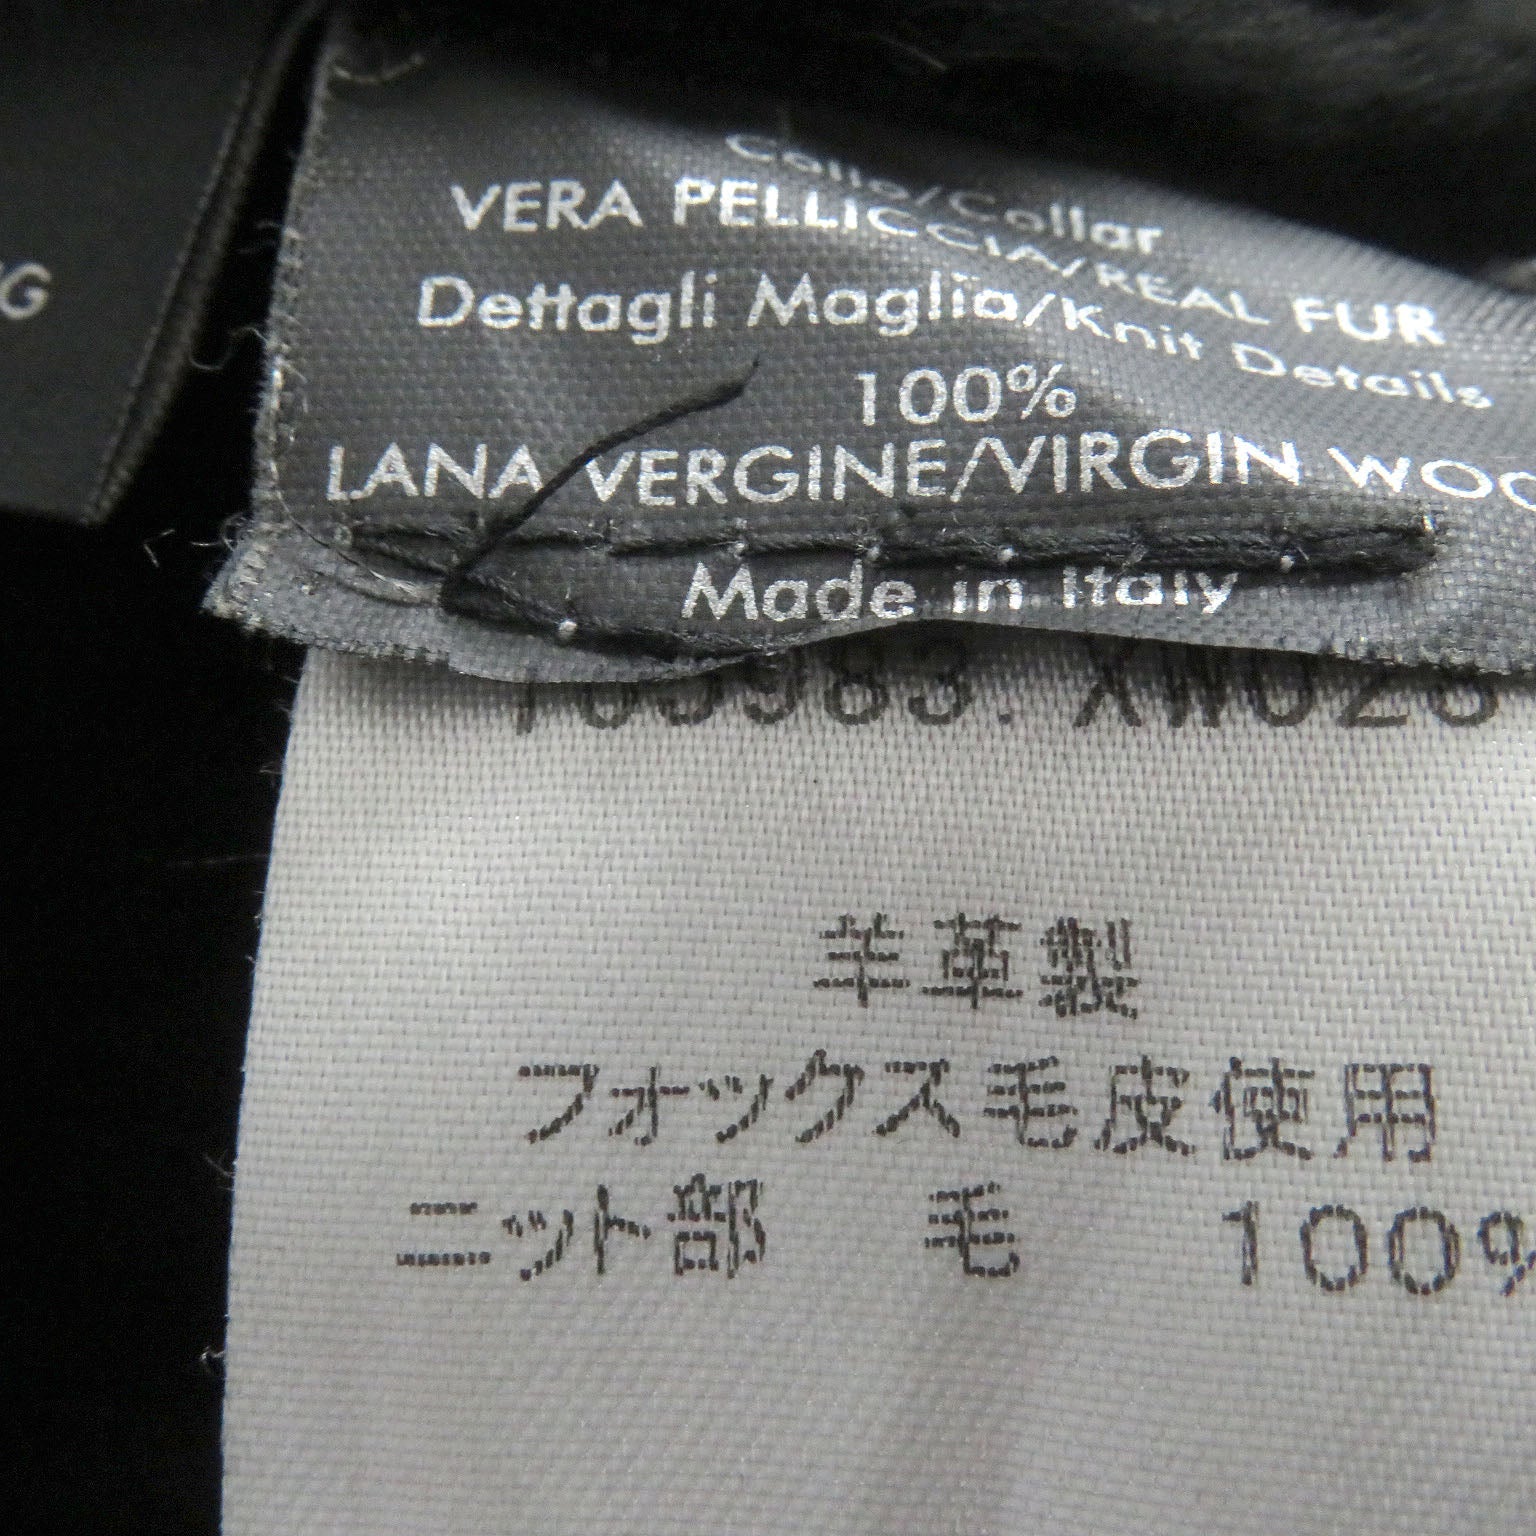 Collo/Collar
VERA PELLICCIA/REAL FUR
Dettagli Maglia/Knit Details
100%
LANA VERGINE/VIRGIN
Made in Italy
羊革製
フォックス毛皮使用
ニット部 毛 100%